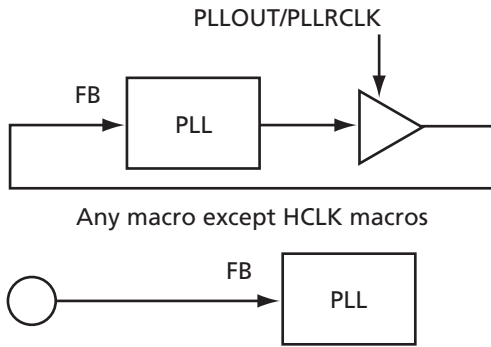 PLLOUT/PLLRCLK
FB
PLL
Any macro except HCLK macros
FB
PLL